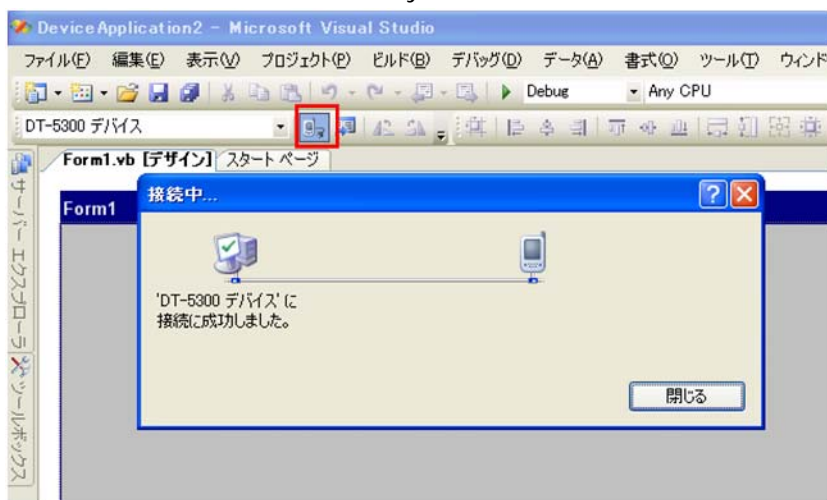 DeviceApplication2 - Microsoft Visual Studio
ファイル(F) 編集(E) 表示(V) プロジェクト(P) ビルド(B) デバッグ(D) データ(A) 書式(O) ツール(T) ウィンド
Debug Any CPU
DT-5300 デバイス
Form1.vb [デザイン] スタート ページ
サーバー エクスプローラ
ツールボックス
Form1
接続中...
'DT-5300 デバイス' に
接続に成功しました。
閉じる